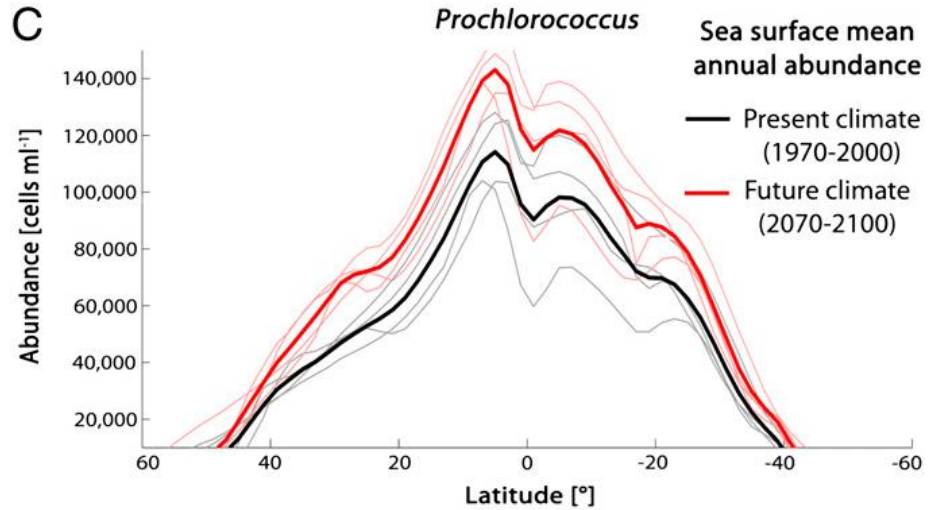 C
Prochlorococcus
Sea surface mean
annual abundance
Present climate
(1970-2000)
Future climate
(2070-2100)
Abundance [cells ml⁻¹]
140,000
120,000
100,000
80,000
60,000
40,000
20,000
60 40 20 0 -20 -40 -60
Latitude [º]